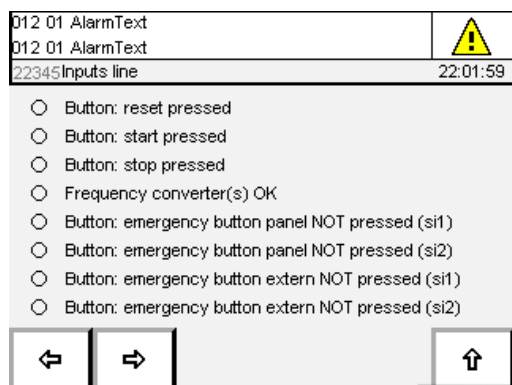 012 01 AlarmText
012 01 AlarmText
22345 Inputs line 22:01:59
Button: reset pressed
Button: start pressed
Button: stop pressed
Frequency converter(s) OK
Button: emergency button panel NOT pressed (si1)
Button: emergency button panel NOT pressed (si2)
Button: emergency button extern NOT pressed (si1)
Button: emergency button extern NOT pressed (si2)